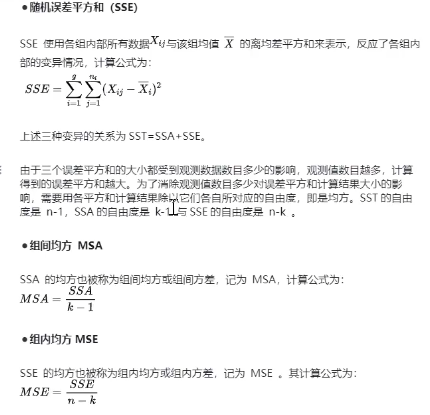 ●随机误差平方和 (SSE)
SSE 使用各组内部所有数据X_{ij}与该组均值 \overline{X} 的离均差平方和来表示，反应了各组内
部的变异情况，计算公式为：
SSE = \sum_{i=1}^{g} \sum_{j=1}^{n_i} (X_{ij} - \overline{X}_i)^2
上述三种变异的关系为 SST=SSA+SSE。
由于三个误差平方和的大小都受到观测数据数目多少的影响，观测值数目越多，计算
得到的误差平方和越大。为了消除观测值数目多少对误差平方和计算结果大小的影
响，需要用各平方和计算结果除以它们各自所对应的自由度，即是均方。SST 的自由
度是 n-1，SSA 的自由度是 k-1 与 SSE 的自由度是 n-k 。
●组间均方 MSA
SSA 的均方也被称为组间均方或组间方差，记为 MSA，计算公式为：
MSA = \frac{SSA}{k-1}
●组内均方 MSE
SSE 的均方也被称为组内均方或组内方差，记为 MSE 。其计算公式为：
MSE = \frac{SSE}{n-k}